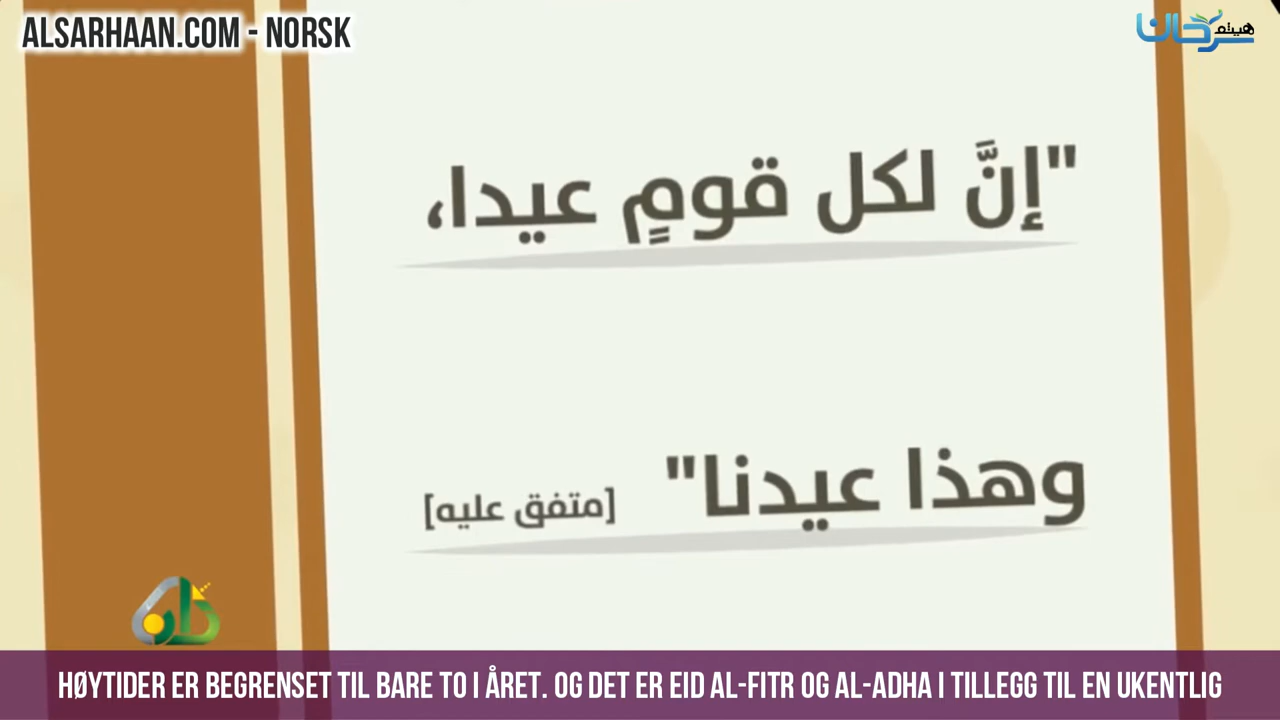 ALSARHAAN.COM - NORSK
هيثم سرحان
"إنَّ لكل قومٍ عيدا،
وهذا عيدنا" [متفق عليه]
HØYTIDER ER BEGRENSET TIL BARE TO I ÅRET. OG DET ER EID AL-FITR OG AL-ADHA I TILLEGG TIL EN UKENTLIG